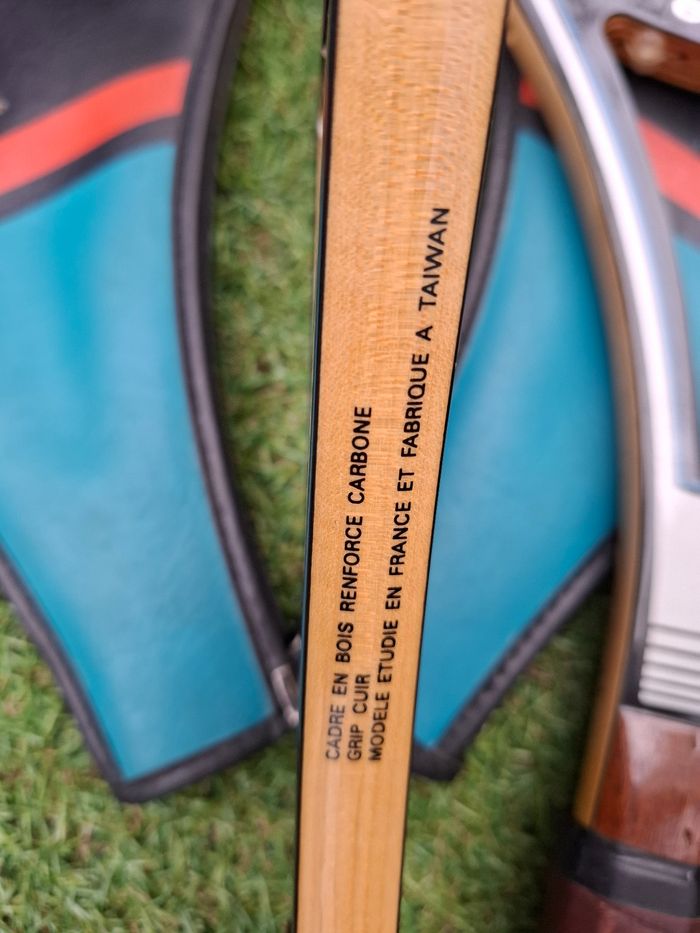 CADRE EN BOIS RENFORCE CARBONE
GRIP CUIR
MODELE ETUDIE EN FRANCE ET FABRIQUE A TAIWAN